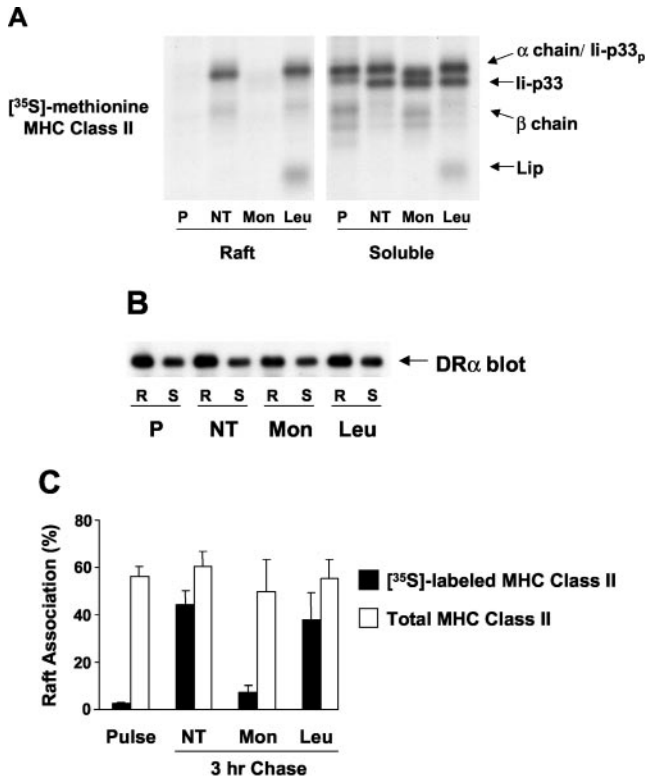 A
[³⁵S]-methionine
MHC Class II
α chain/ Ii-p33ₚ
Ii-p33
β chain
Lip
P NT Mon Leu P NT Mon Leu
Raft Soluble
B
DRα blot
R S R S R S R S
P NT Mon Leu
C
Raft Association (%)
80
60
40
20
0
[³⁵S]-labeled MHC Class II
Total MHC Class II
Pulse NT Mon Leu
3 hr Chase